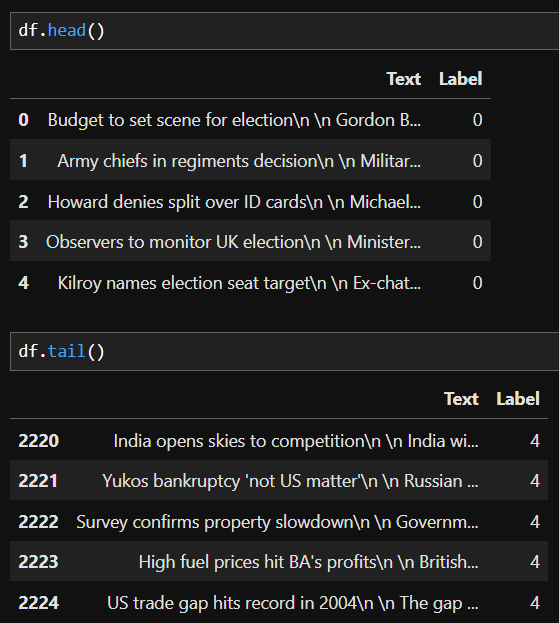 df.head()
Text Label
0 Budget to set scene for election\n \n Gordon B... 0
1 Army chiefs in regiments decision\n \n Militar... 0
2 Howard denies split over ID cards\n \n Michael... 0
3 Observers to monitor UK election\n \n Minister... 0
4 Kilroy names election seat target\n \n Ex-chat... 0
df.tail()
Text Label
2220 India opens skies to competition\n \n India wi... 4
2221 Yukos bankruptcy 'not US matter'\n \n Russian ... 4
2222 Survey confirms property slowdown\n \n Governm... 4
2223 High fuel prices hit BA's profits\n \n British... 4
2224 US trade gap hits record in 2004\n \n The gap ... 4